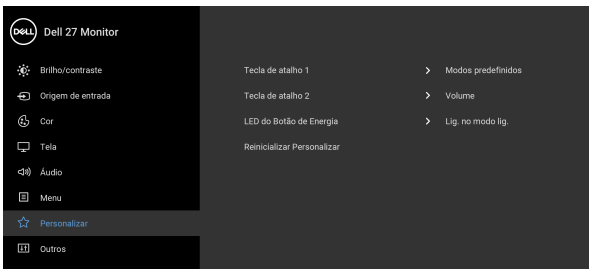 DELL Dell 27 Monitor
Brilho/contraste
Origem de entrada
Cor
Tela
Áudio
Menu
Personalizar
Outros
Tecla de atalho 1 Modos predefinidos
Tecla de atalho 2 Volume
LED do Botão de Energia Lig. no modo lig.
Reinicializar Personalizar